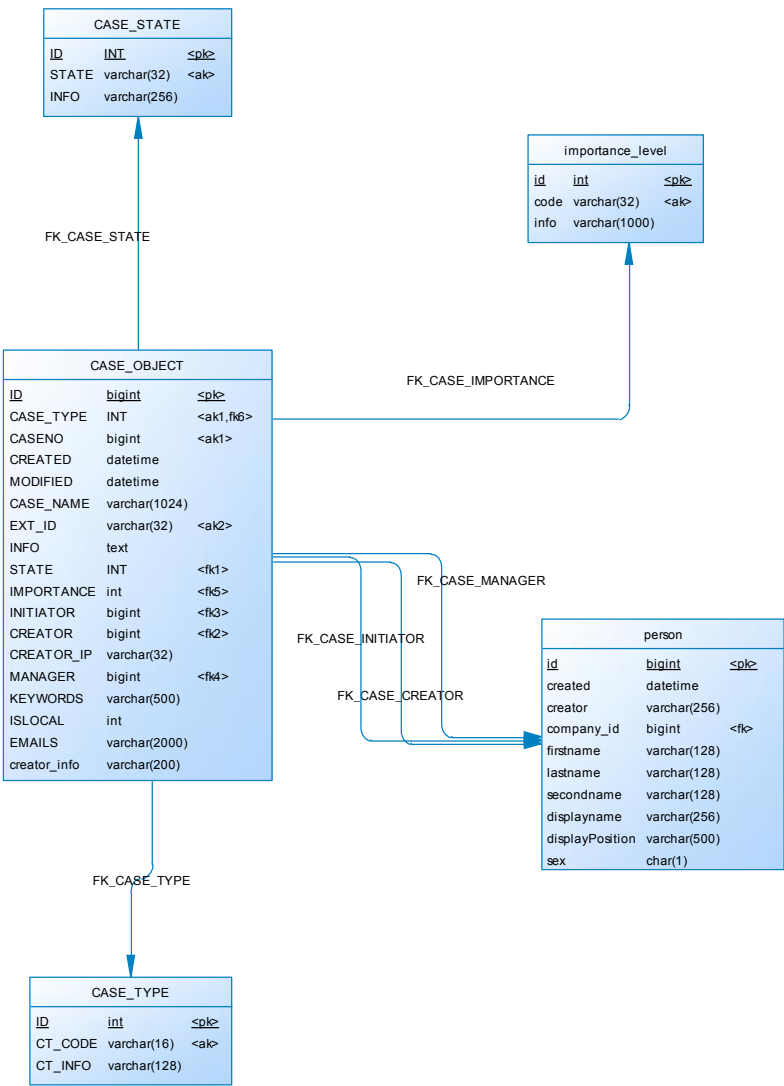 CASE_STATE
ID INT <pk>
STATE varchar(32) <ak>
INFO varchar(256)
importance_level
id int <pk>
code varchar(32) <ak>
info varchar(1000)
FK_CASE_STATE
CASE_OBJECT
ID bigint <pk>
CASE_TYPE INT <ak1,fk6>
CASENO bigint <ak1>
CREATED datetime
MODIFIED datetime
CASE_NAME varchar(1024)
EXT_ID varchar(32) <ak2>
INFO text
STATE INT <fk1>
IMPORTANCE int <fk5>
INITIATOR bigint <fk3>
CREATOR bigint <fk2>
CREATOR_IP varchar(32)
MANAGER bigint <fk4>
KEYWORDS varchar(500)
ISLOCAL int
EMAILS varchar(2000)
creator_info varchar(200)
FK_CASE_IMPORTANCE
FK_CASE_MANAGER
FK_CASE_INITIATOR
FK_CASE_CREATOR
person
id bigint <pk>
created datetime
creator varchar(256)
company_id bigint <fk>
firstname varchar(128)
lastname varchar(128)
secondname varchar(128)
displayname varchar(256)
displayPosition varchar(500)
sex char(1)
FK_CASE_TYPE
CASE_TYPE
ID int <pk>
CT_CODE varchar(16) <ak>
CT_INFO varchar(128)